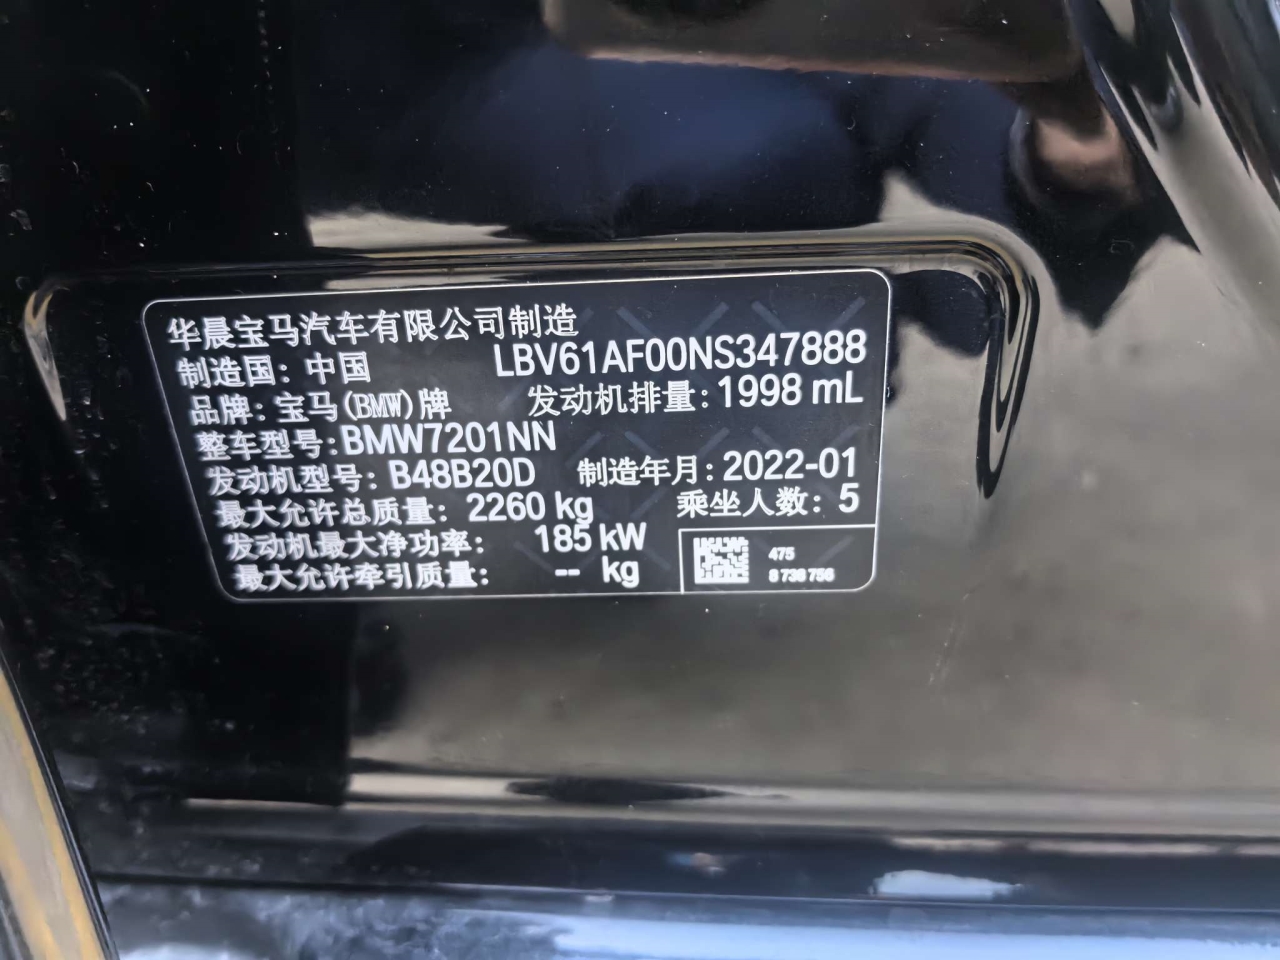 华晨宝马汽车有限公司制造
制造国：中国 LBV61AF00NS347888
品牌：宝马(BMW)牌 发动机排量：1998 mL
整车型号：BMW7201NN
发动机型号：B48B20D 制造年月：2022-01
最大允许总质量：2260 kg 乘坐人数：5
发动机最大净功率：185 kW
最大允许牵引质量：-- kg
475
8 738 756